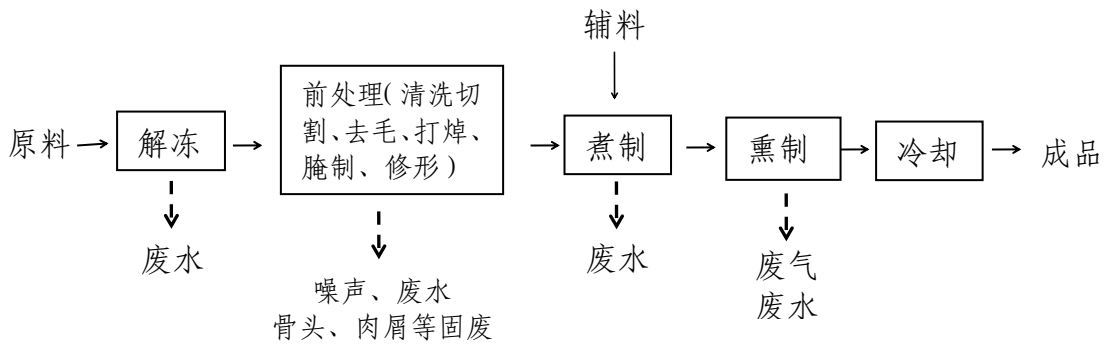 辅料
原料
解冻
前处理(清洗切
割、去毛、打焯、
腌制、修形)
煮制
熏制
冷却
成品
废水
噪声、废水
骨头、肉屑等固废
废水
废气
废水